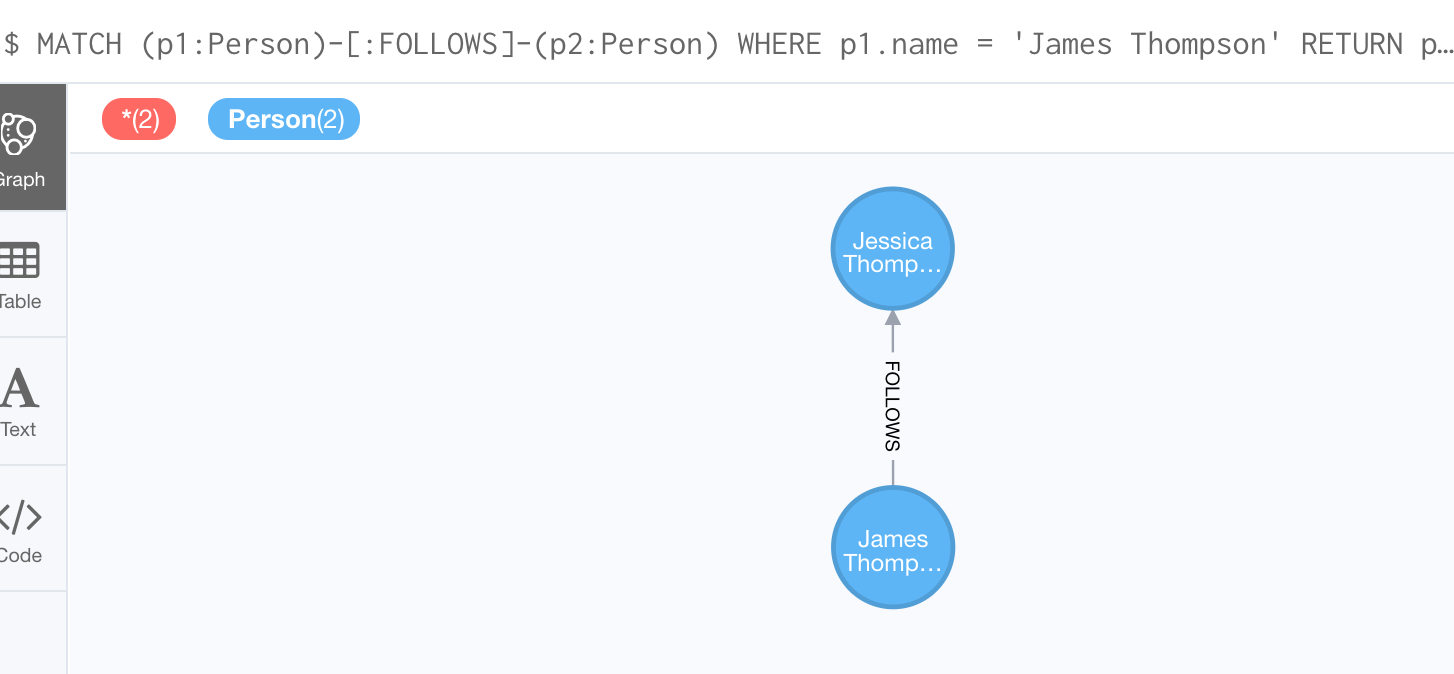 $ MATCH (p1:Person)-[:FOLLOWS]-(p2:Person) WHERE p1.name = 'James Thompson' RETURN p…
*(2) Person(2)
Graph
Table
Text
Code
Jessica
Thomp…
FOLLOWS
James
Thomp…